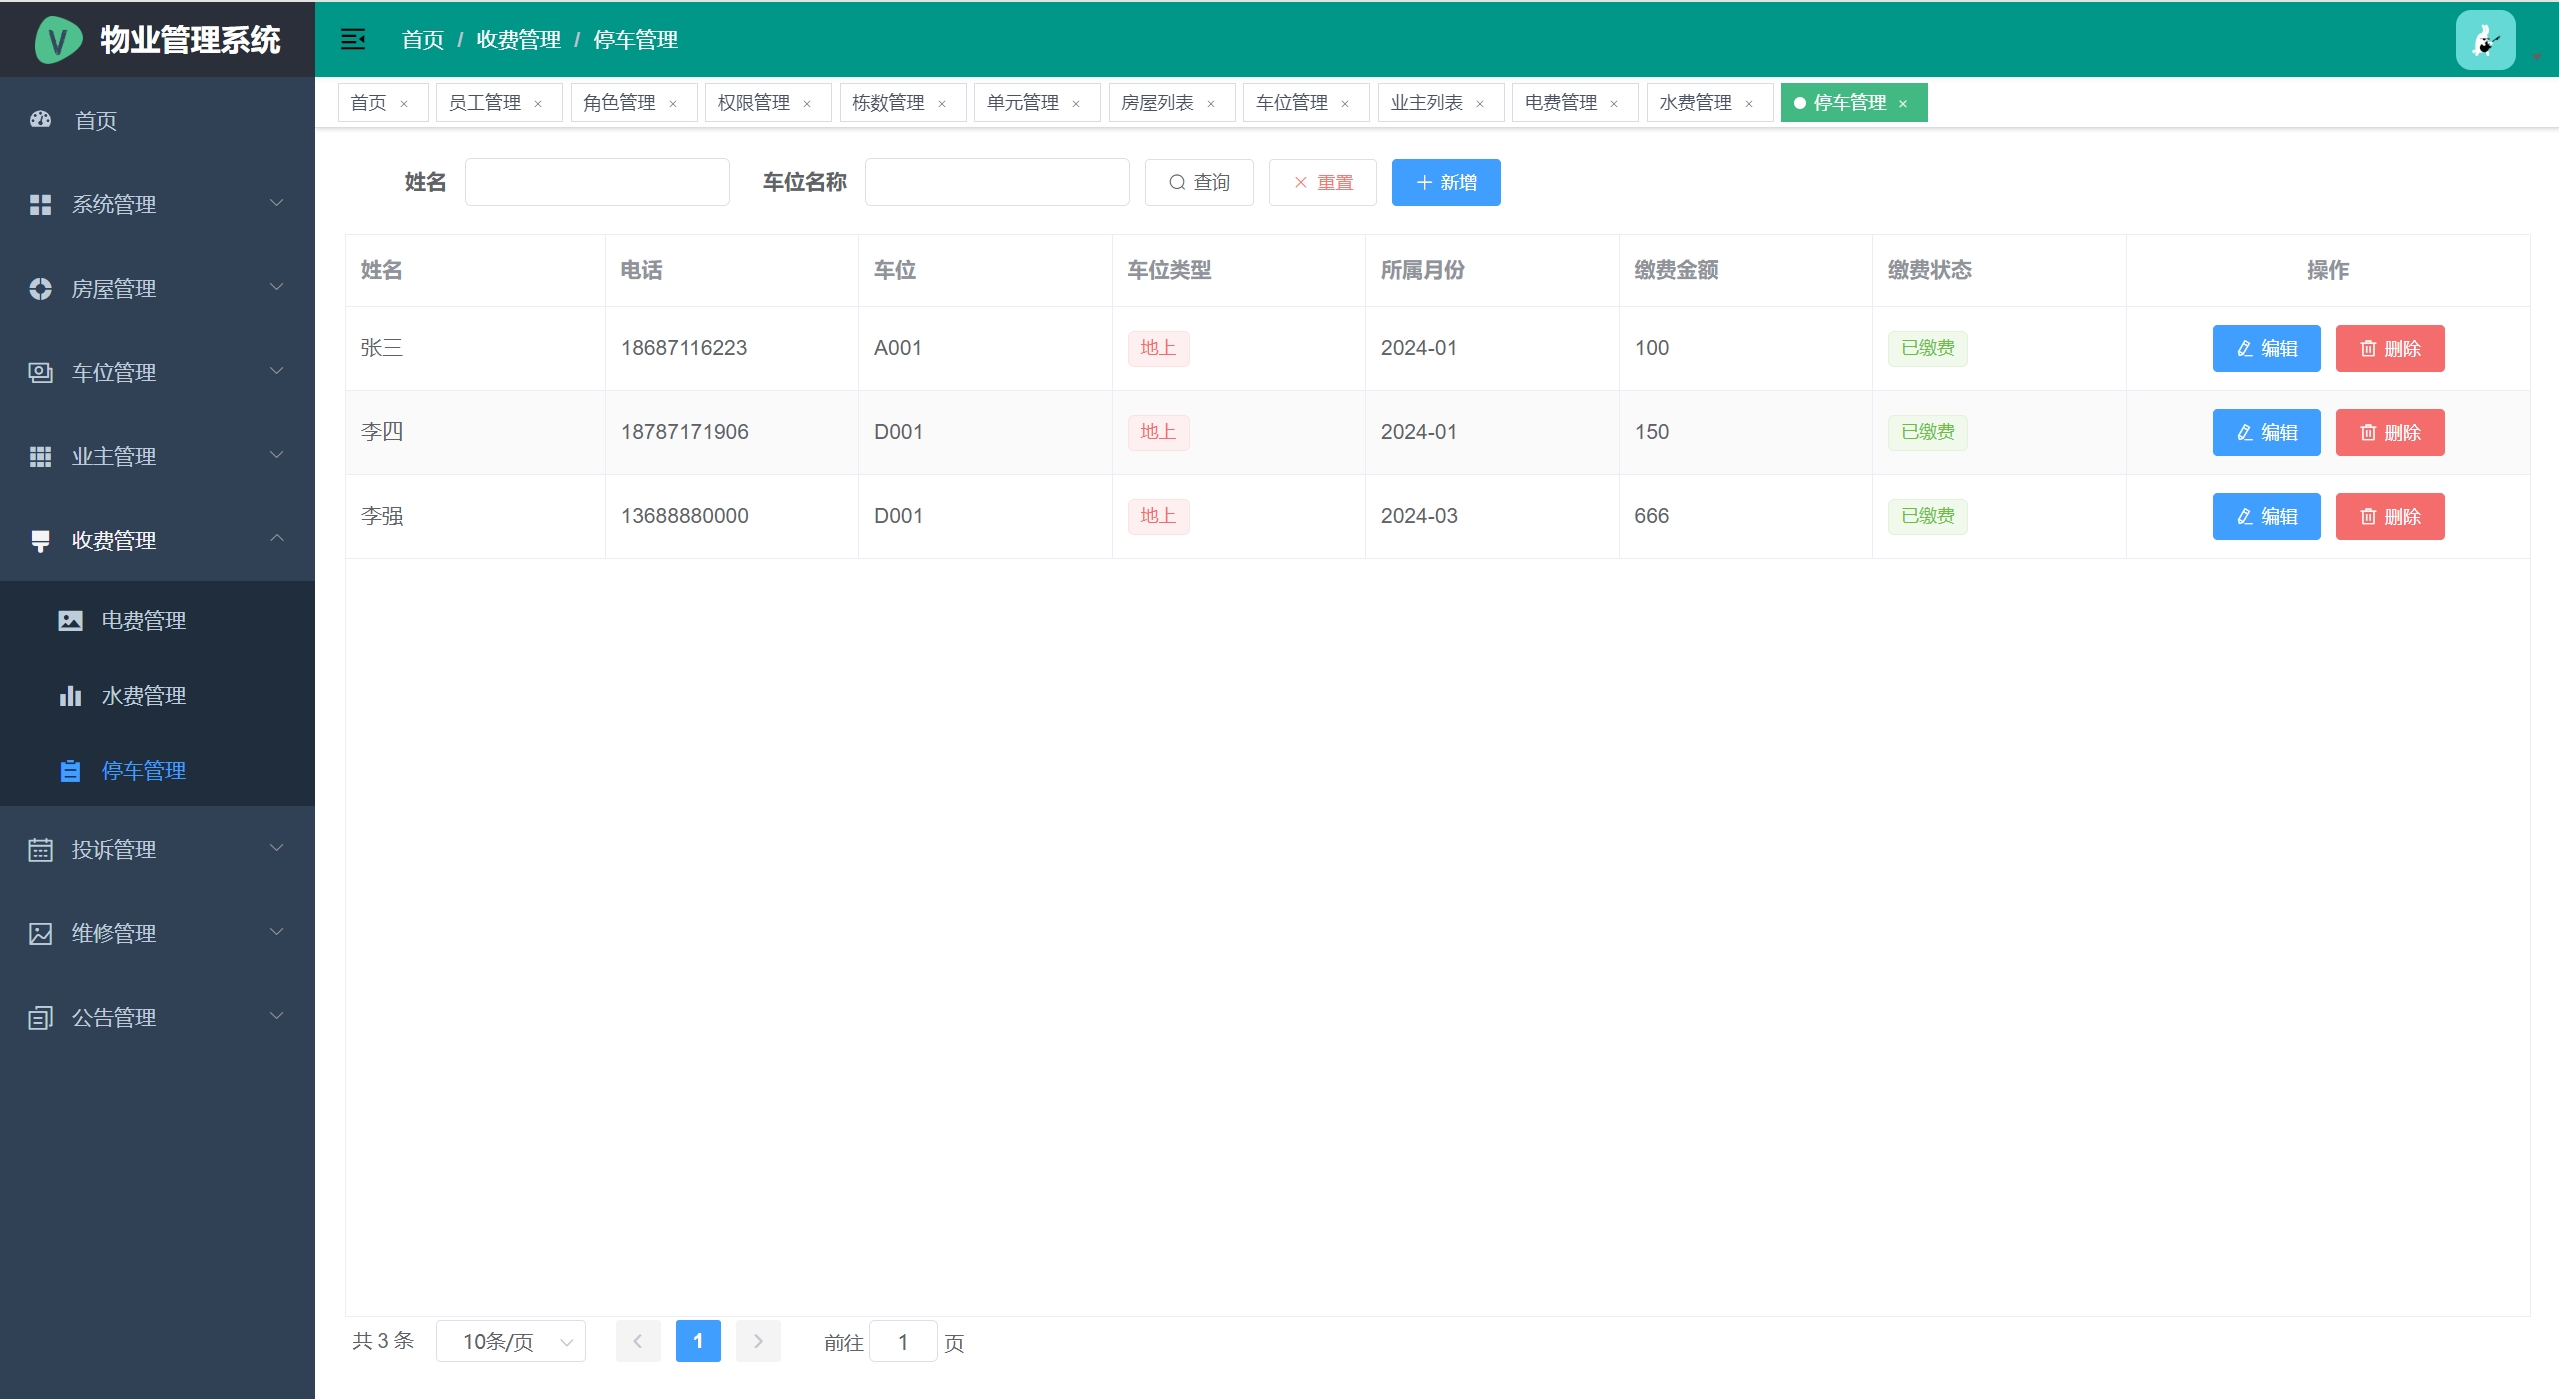 V 物业管理系统
首页 / 收费管理 / 停车管理
首页 × 员工管理 × 角色管理 × 权限管理 × 栋数管理 × 单元管理 × 房屋列表 × 车位管理 × 业主列表 × 电费管理 × 水费管理 × 停车管理 ×
首页
系统管理
房屋管理
车位管理
业主管理
收费管理
电费管理
水费管理
停车管理
投诉管理
维修管理
公告管理
姓名 车位名称 查询 重置 新增
姓名 电话 车位 车位类型 所属月份 缴费金额 缴费状态 操作
张三 18687116223 A001 地上 2024-01 100 已缴费 编辑 删除
李四 18787171906 D001 地上 2024-01 150 已缴费 编辑 删除
李强 13688880000 D001 地上 2024-03 666 已缴费 编辑 删除
共 3 条 10条/页 1 前往 1 页